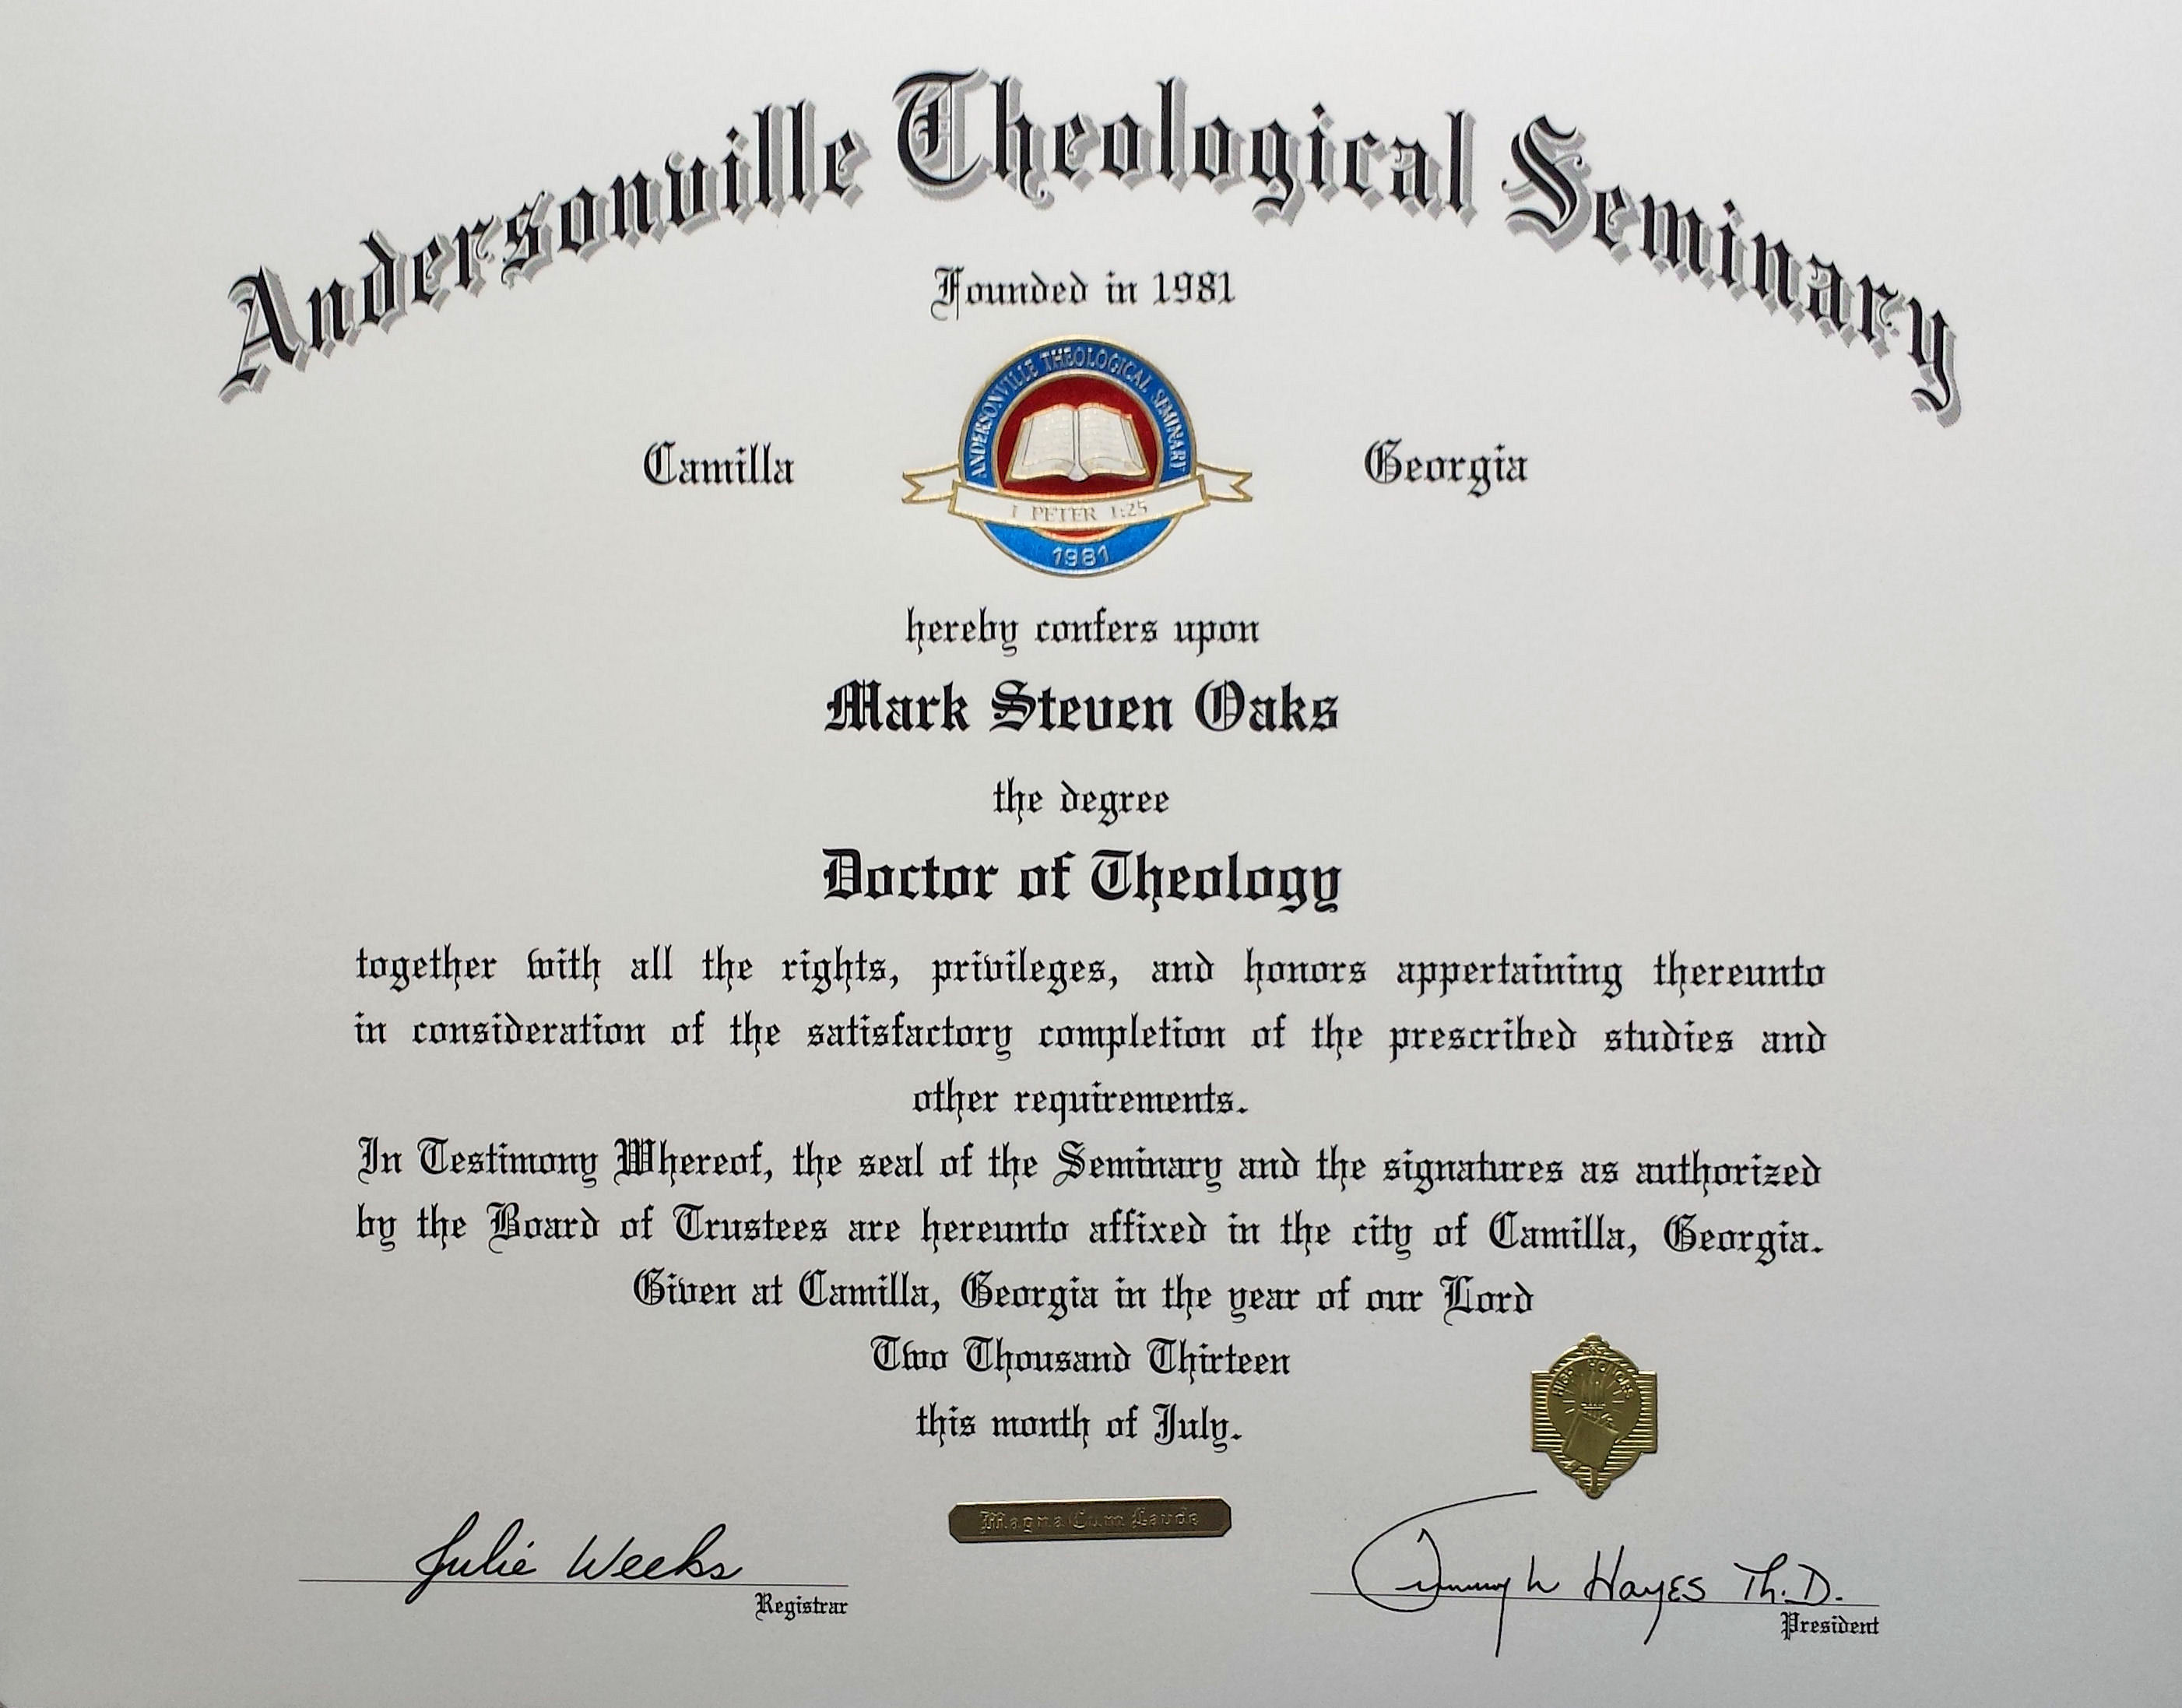 Andersonville Theological Seminary
Founded in 1981
ANDERSONVILLE THEOLOGICAL SEMINARY
Camilla
Georgia
I PETER 1:25
1981
hereby confers upon
Mark Steven Oaks
the degree
Doctor of Theology
together with all the rights, privileges, and honors appertaining thereunto
in consideration of the satisfactory completion of the prescribed studies and
other requirements.
In Testimony Whereof, the seal of the Seminary and the signatures as authorized
by the Board of Trustees are hereunto affixed in the city of Camilla, Georgia.
Given at Camilla, Georgia in the year of our Lord
Two Thousand Thirteen
this month of July.
HIGH HONORS
Magna Cum Laude
Julie Weeks
Registrar
Hayes Th.D.
President